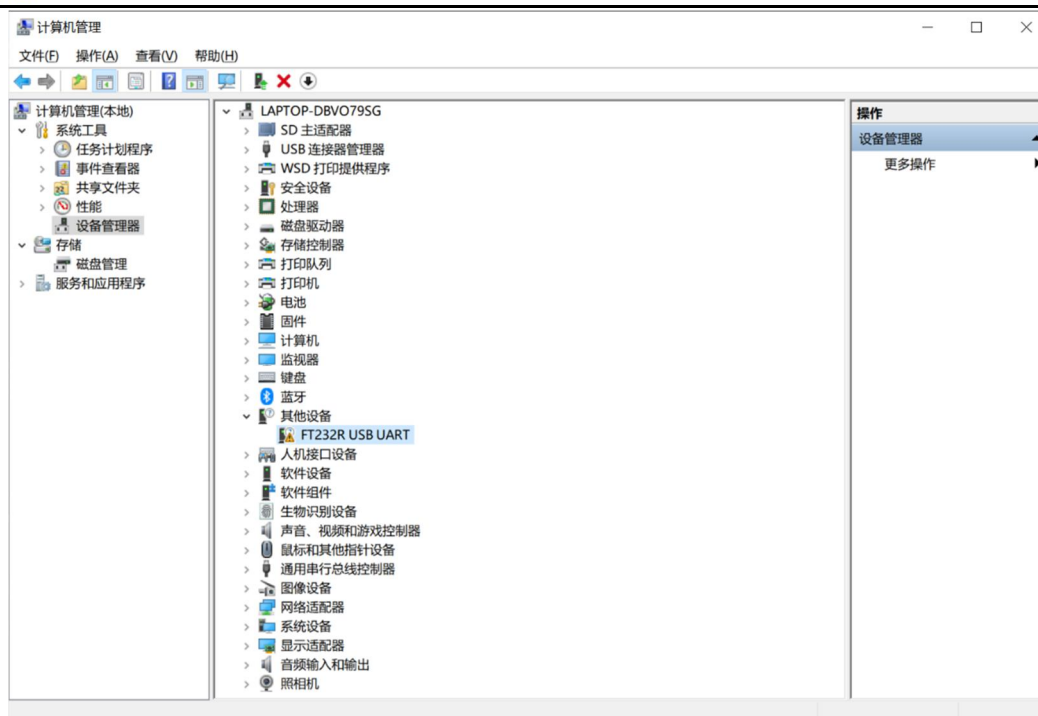 计算机管理
文件(F) 操作(A) 查看(V) 帮助(H)
计算机管理(本地)
系统工具
任务计划程序
事件查看器
共享文件夹
性能
设备管理器
存储
磁盘管理
服务和应用程序
LAPTOP-DBVO79SG
SD 主适配器
USB 连接器管理器
WSD 打印提供程序
安全设备
处理器
磁盘驱动器
存储控制器
打印队列
打印机
电池
固件
计算机
监视器
键盘
蓝牙
其他设备
FT232R USB UART
人机接口设备
软件设备
软件组件
生物识别设备
声音、视频和游戏控制器
鼠标和其他指针设备
通用串行总线控制器
图像设备
网络适配器
系统设备
显示适配器
音频输入和输出
照相机
操作
设备管理器
更多操作